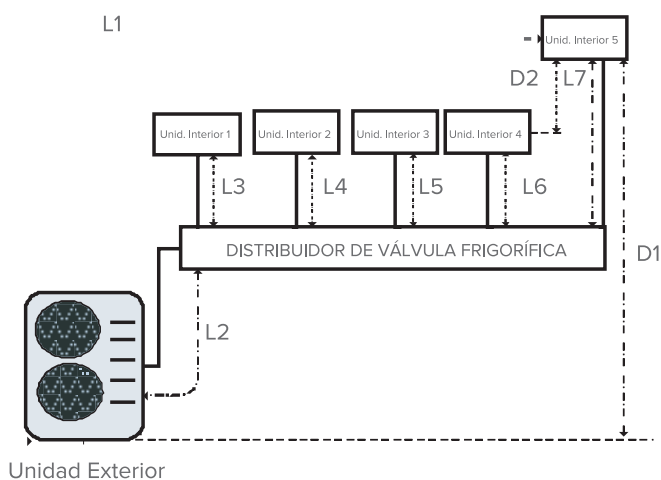 L1
Unid. Interior 5
D2
L7
Unid. Interior 1
Unid. Interior 2
Unid. Interior 3
Unid. Interior 4
L3
L4
L5
L6
DISTRIBUIDOR DE VÁLVULA FRIGORÍFICA
D1
L2
Unidad Exterior